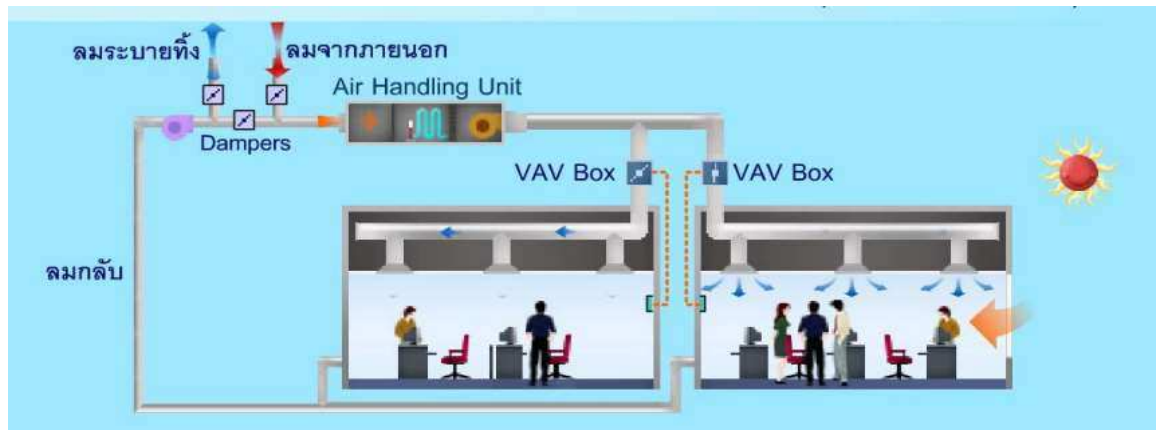 ลมระบายทิ้ง
ลมจากภายนอก
Air Handling Unit
Dampers
VAV Box
VAV Box
ลมกลับ